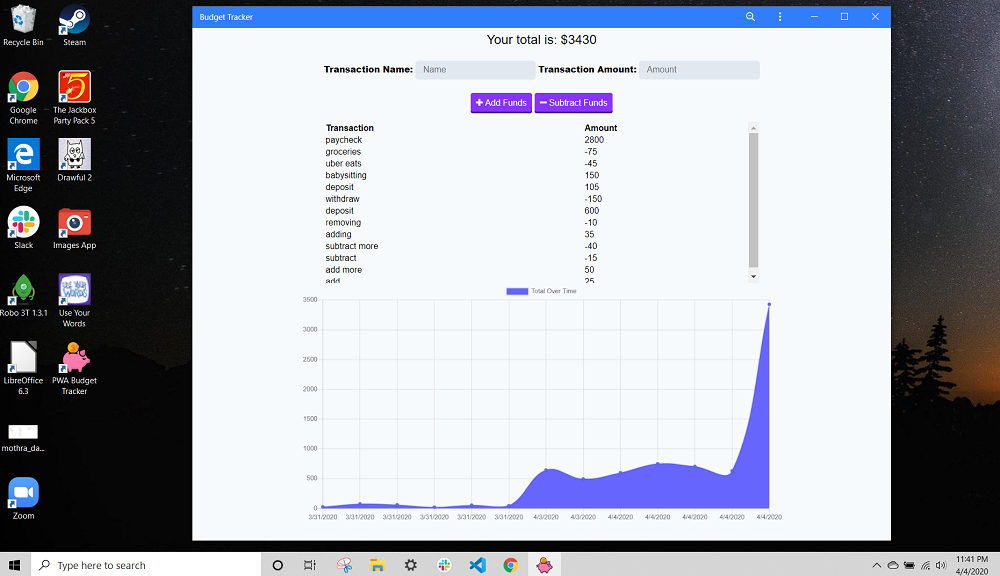 Recycle Bin
Steam
Google
Chrome
The Jackbox
Party Pack 5
Microsoft
Edge
Drawful 2
Slack
Images App
Robo 3T 1.3.1
Use Your
Words
LibreOffice
6.3
PWA Budget
Tracker
mothra_da...
Zoom
Budget Tracker
Your total is: $3430
Transaction Name: Name Transaction Amount: Amount
Add Funds Subtract Funds
Transaction Amount
paycheck 2800
groceries -75
uber eats -45
babysitting 150
deposit 105
withdraw -150
deposit 600
removing -10
adding 35
subtract more -40
subtract -15
add more 50
add 25
Total Over Time
3500
3000
2500
2000
1500
1000
500
0
3/31/2020 3/31/2020 3/31/2020 3/31/2020 3/31/2020 3/31/2020 4/3/2020 4/3/2020 4/4/2020 4/4/2020 4/4/2020 4/4/2020 4/4/2020
Type here to search
11:41 PM
4/4/2020